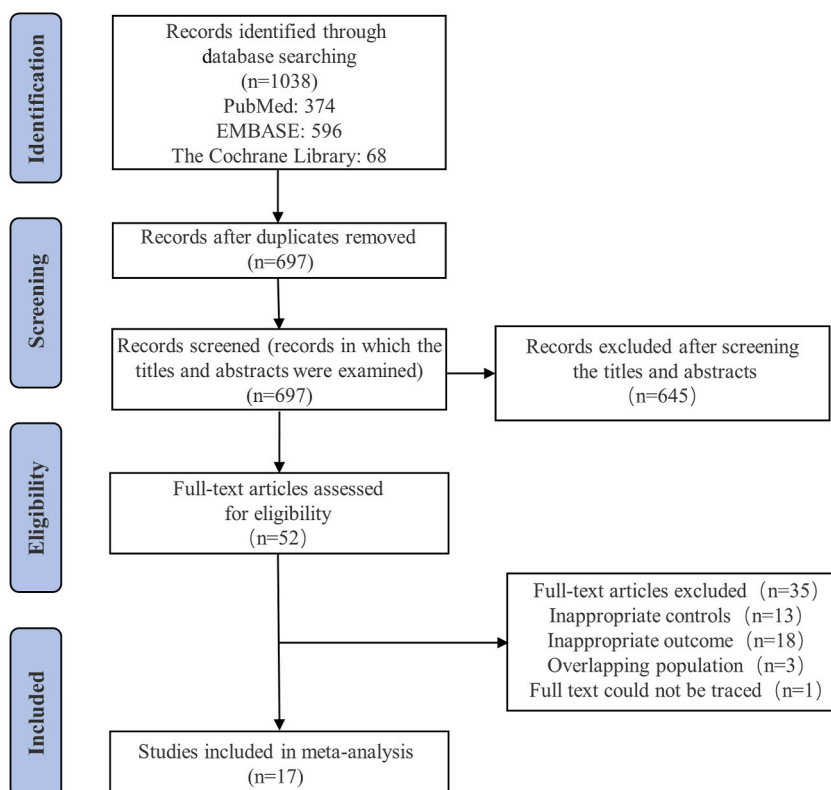 Identification
Records identified through
database searching
(n=1038)
PubMed: 374
EMBASE: 596
The Cochrane Library: 68
Screening
Records after duplicates removed
(n=697)
Records screened (records in which the
titles and abstracts were examined)
(n=697)
Records excluded after screening
the titles and abstracts
（n=645）
Eligibility
Full-text articles assessed
for eligibility
(n=52)
Full-text articles excluded（n=35）
Inappropriate controls（n=13）
Inappropriate outcome（n=18）
Overlapping population（n=3）
Full text could not be traced（n=1）
Included
Studies included in meta-analysis
(n=17)